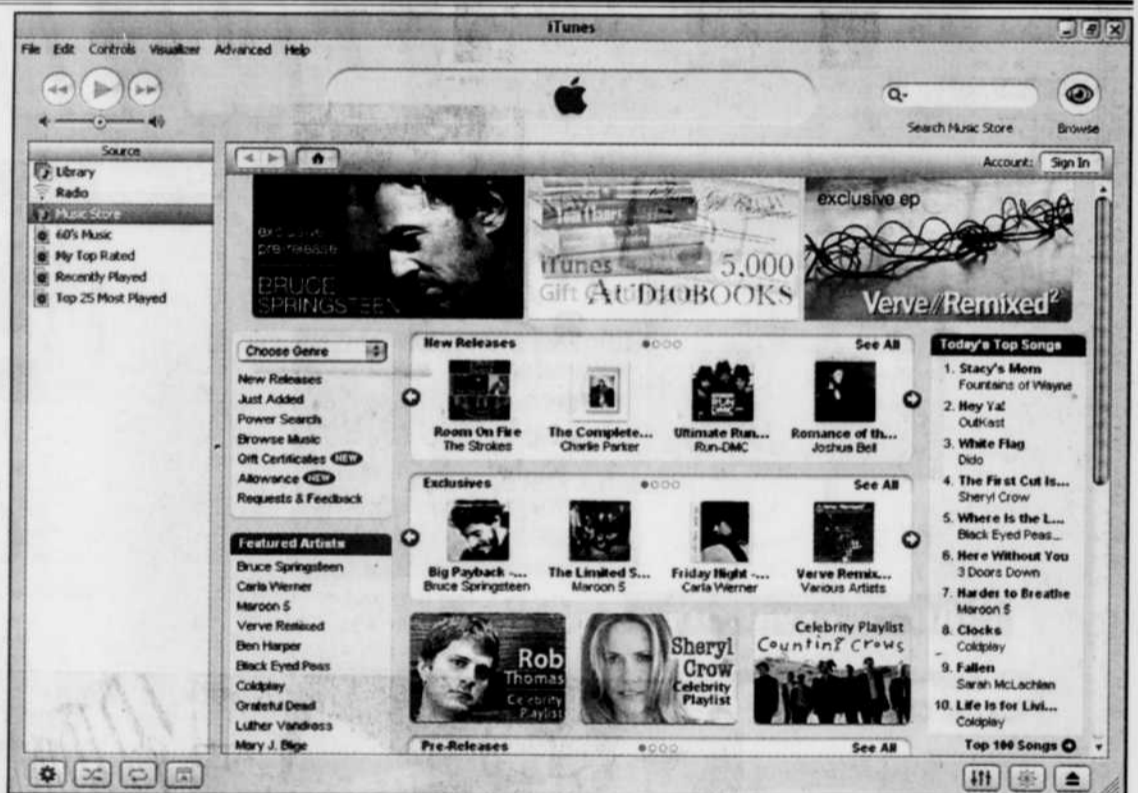 iTunes
File Edit Controls Visualizer Advanced Help
Search Music Store
Browse
Source
Library
Radio
Music Store
60's Music
My Top Rated
Recently Played
Top 25 Most Played
Account: Sign In
exclusive
pre-release
BRUCE
SPRINGSTEEN
iTunes
5,000
AUDIOBOOKS
exclusive ep
Verve//Remixed²
Choose Genre
New Releases
Just Added
Power Search
Browse Music
Gift Certificates NEW
Allowance NEW
Requests & Feedback
Featured Artists
Bruce Springsteen
Carla Werner
Maroon 5
Verve Remixed
Ben Harper
Black Eyed Peas
Coldplay
Grateful Dead
Luther Vandross
Mary J. Blige
New Releases See All
Room On Fire
The Strokes
The Complete...
Charlie Parker
Ultimate Run...
Run-DMC
Romance of th...
Joshua Bell
Exclusives See All
Big Payback -...
Bruce Springsteen
The Limited S...
Maroon 5
Friday Night -...
Carla Werner
Verve Remix...
Various Artists
Rob
Thomas
Celebrity
Playlist
Sheryl
Crow
Celebrity
Playlist
Celebrity Playlist
Counting Crows
Pre-Releases See All
Today's Top Songs
1. Stacy's Mom
Fountains of Wayne
2. Hey Ya!
OutKast
3. White Flag
Dido
4. The First Cut Is...
Sheryl Crow
5. Where Is the L...
Black Eyed Peas...
6. Here Without You
3 Doors Down
7. Harder to Breathe
Maroon 5
8. Clocks
Coldplay
9. Fallen
Sarah McLachlan
10. Life Is for Livi...
Coldplay
Top 100 Songs